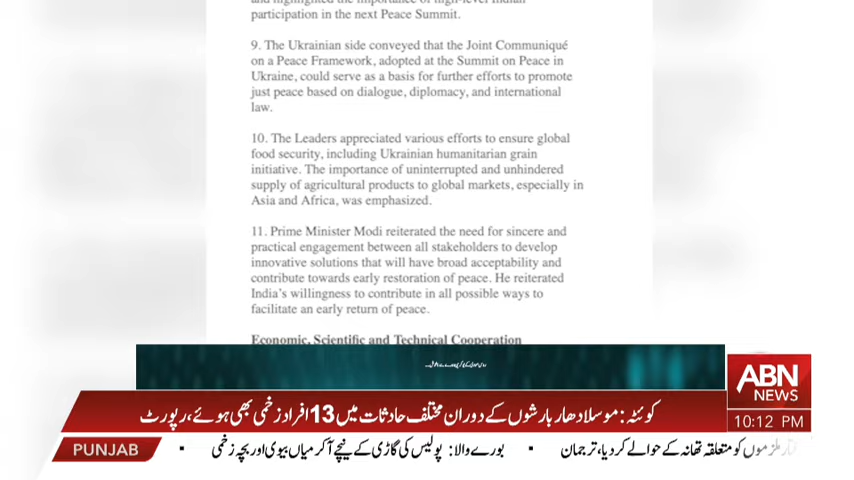 and highlighted the importance of high-level Indian
participation in the next Peace Summit.
9. The Ukrainian side conveyed that the Joint Communiqué
on a Peace Framework, adopted at the Summit on Peace in
Ukraine, could serve as a basis for further efforts to promote
just peace based on dialogue, diplomacy, and international
law.
10. The Leaders appreciated various efforts to ensure global
food security, including Ukrainian humanitarian grain
initiative. The importance of uninterrupted and unhindered
supply of agricultural products to global markets, especially in
Asia and Africa, was emphasized.
11. Prime Minister Modi reiterated the need for sincere and
practical engagement between all stakeholders to develop
innovative solutions that will have broad acceptability and
contribute towards early restoration of peace. He reiterated
India's willingness to contribute in all possible ways to
facilitate an early return of peace.
Economic, Scientific and Technical Cooperation
ABN
NEWS
10:12 PM
کوئٹہ: موسلادھار بارشوں کے دوران مختلف حادثات میں 13 افراد زخمی بھی ہوئے، رپورٹ
PUNJAB
ملزموں کو متعلقہ تھانہ کے حوالے کردیا، ترجمان ▪ بورے والا: پولیس کی گاڑی کے نیچے آکر میاں بیوی اور بچہ زخمی ▪